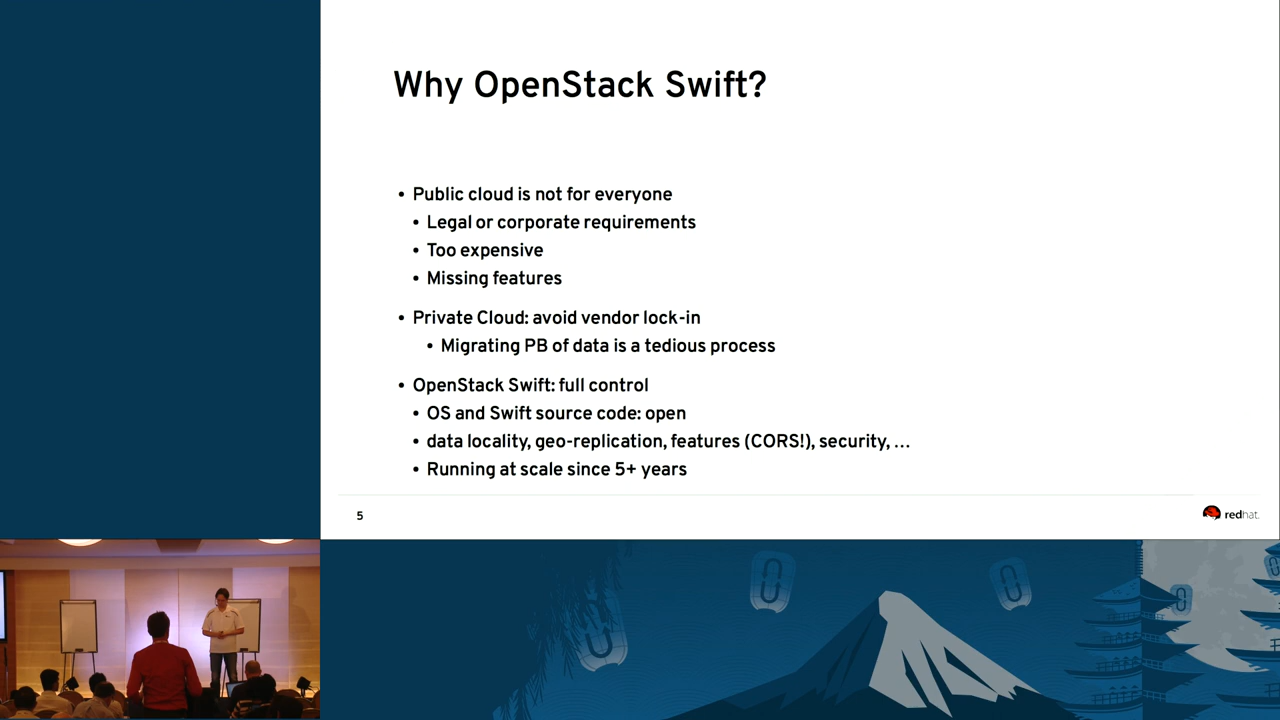 Why OpenStack Swift?
• Public cloud is not for everyone
• Legal or corporate requirements
• Too expensive
• Missing features
• Private Cloud: avoid vendor lock-in
• Migrating PB of data is a tedious process
• OpenStack Swift: full control
• OS and Swift source code: open
• data locality, geo-replication, features (CORS!), security, ...
• Running at scale since 5+ years
5
redhat.